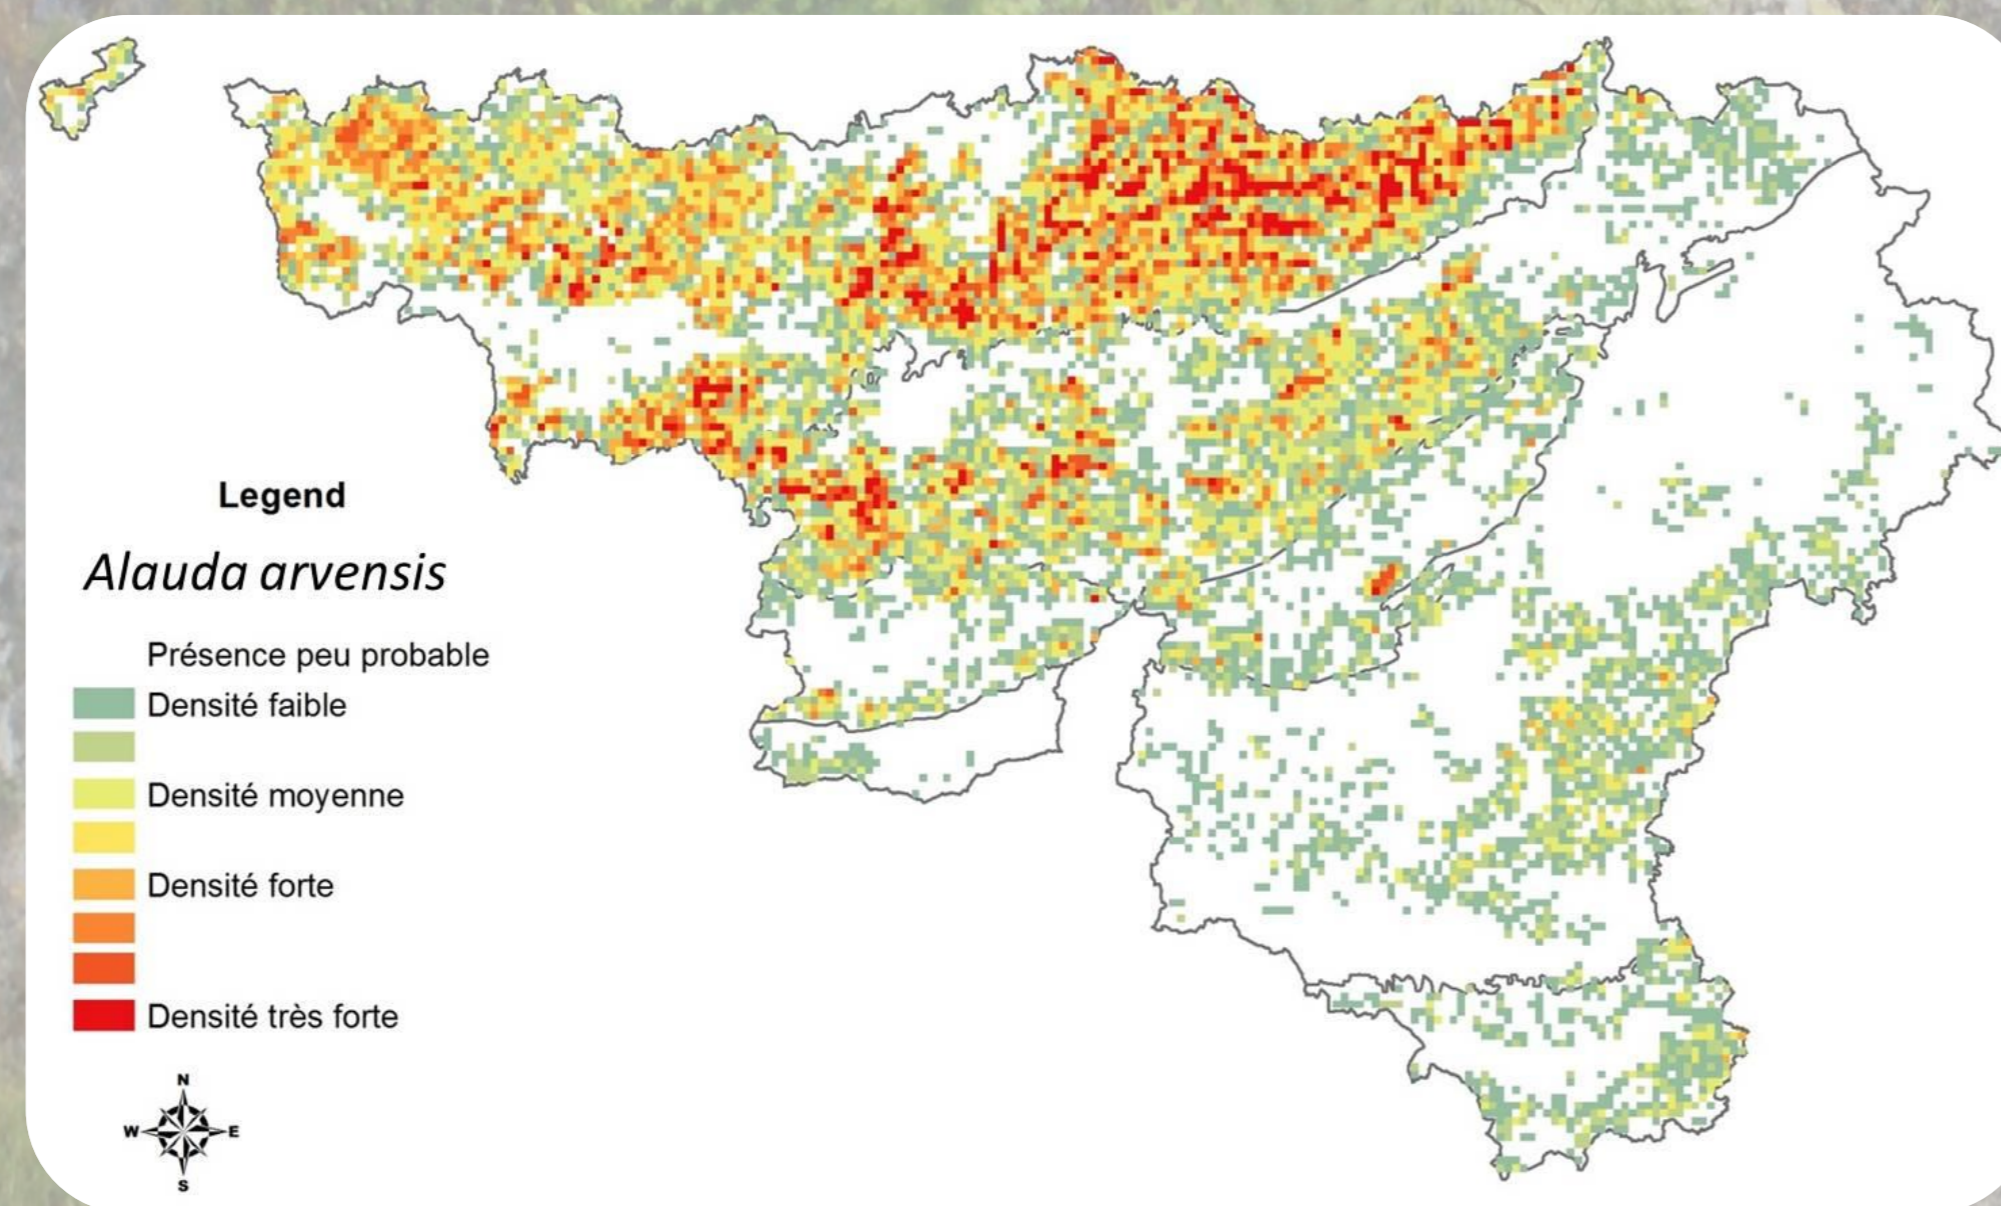 Legend
Alauda arvensis
Présence peu probable
Densité faible
Densité moyenne
Densité forte
Densité très forte
N
W E
S